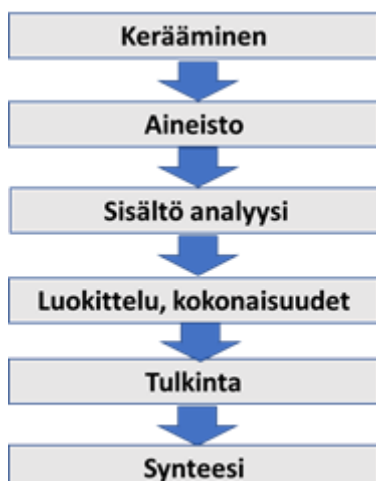 Kerääminen
Aineisto
Sisältö analyysi
Luokittelu, kokonaisuudet
Tulkinta
Synteesi